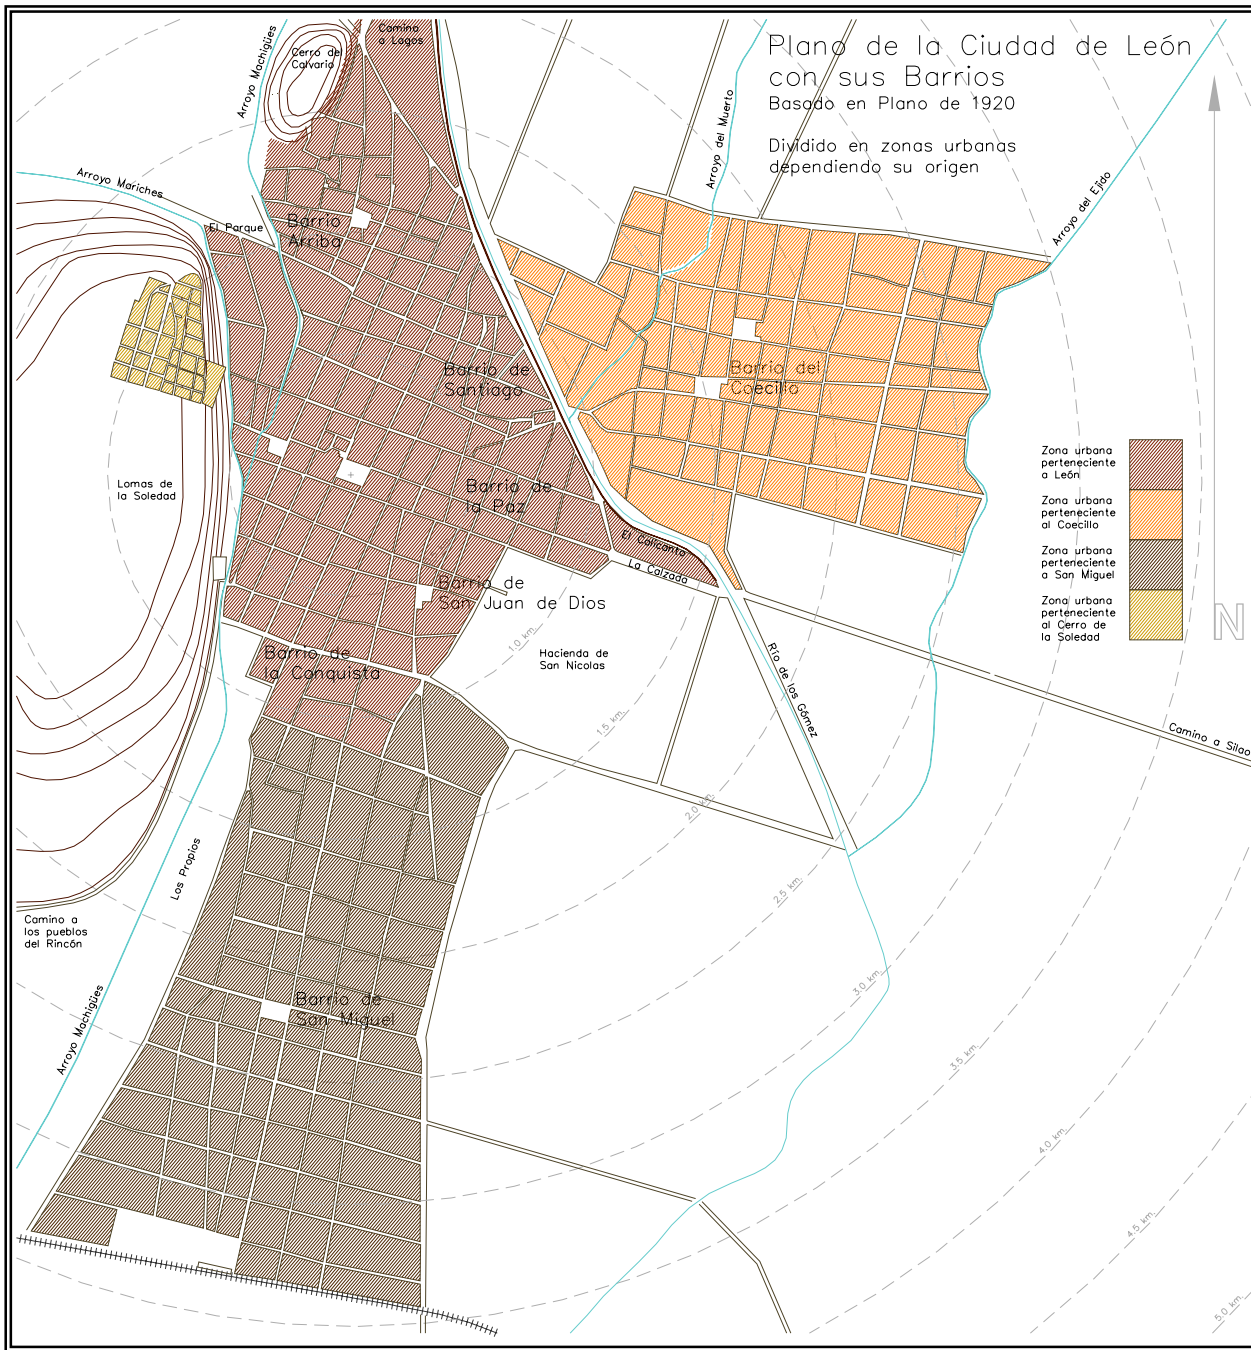 Plano de la Ciudad de León
con sus Barrios
Basado en Plano de 1920
Dividido en zonas urbanas
dependiendo su origen
Camino
a Lagos
Cerro del
Calvario
Arroyo Machigües
Arroyo Mariches
El Parque
Barrio
Arriba
Arroyo del Muerto
Arroyo del Ejido
Barrio de
Santiago
Barrio del
Coecillo
Lomas de
la Soledad
Barrio de
la Paz
El Calicanto
La Calzada
Barrio de
San Juan de Dios
Hacienda de
San Nicolas
Barrio de
la Conquista
Río de los Gómez
Camino a Silao
Zona urbana
perteneciente
a León
Zona urbana
perteneciente
al Coecillo
Zona urbana
perteneciente
a San Miguel
Zona urbana
perteneciente
al Cerro de
la Soledad
N
Los Propios
Camino a
los pueblos
del Rincón
Arroyo Machigües
Barrio de
San Miguel
1.0 km.
1.5 km.
2.0 km.
2.5 km.
3.0 km.
3.5 km.
4.0 km.
4.5 km.
5.0 km.